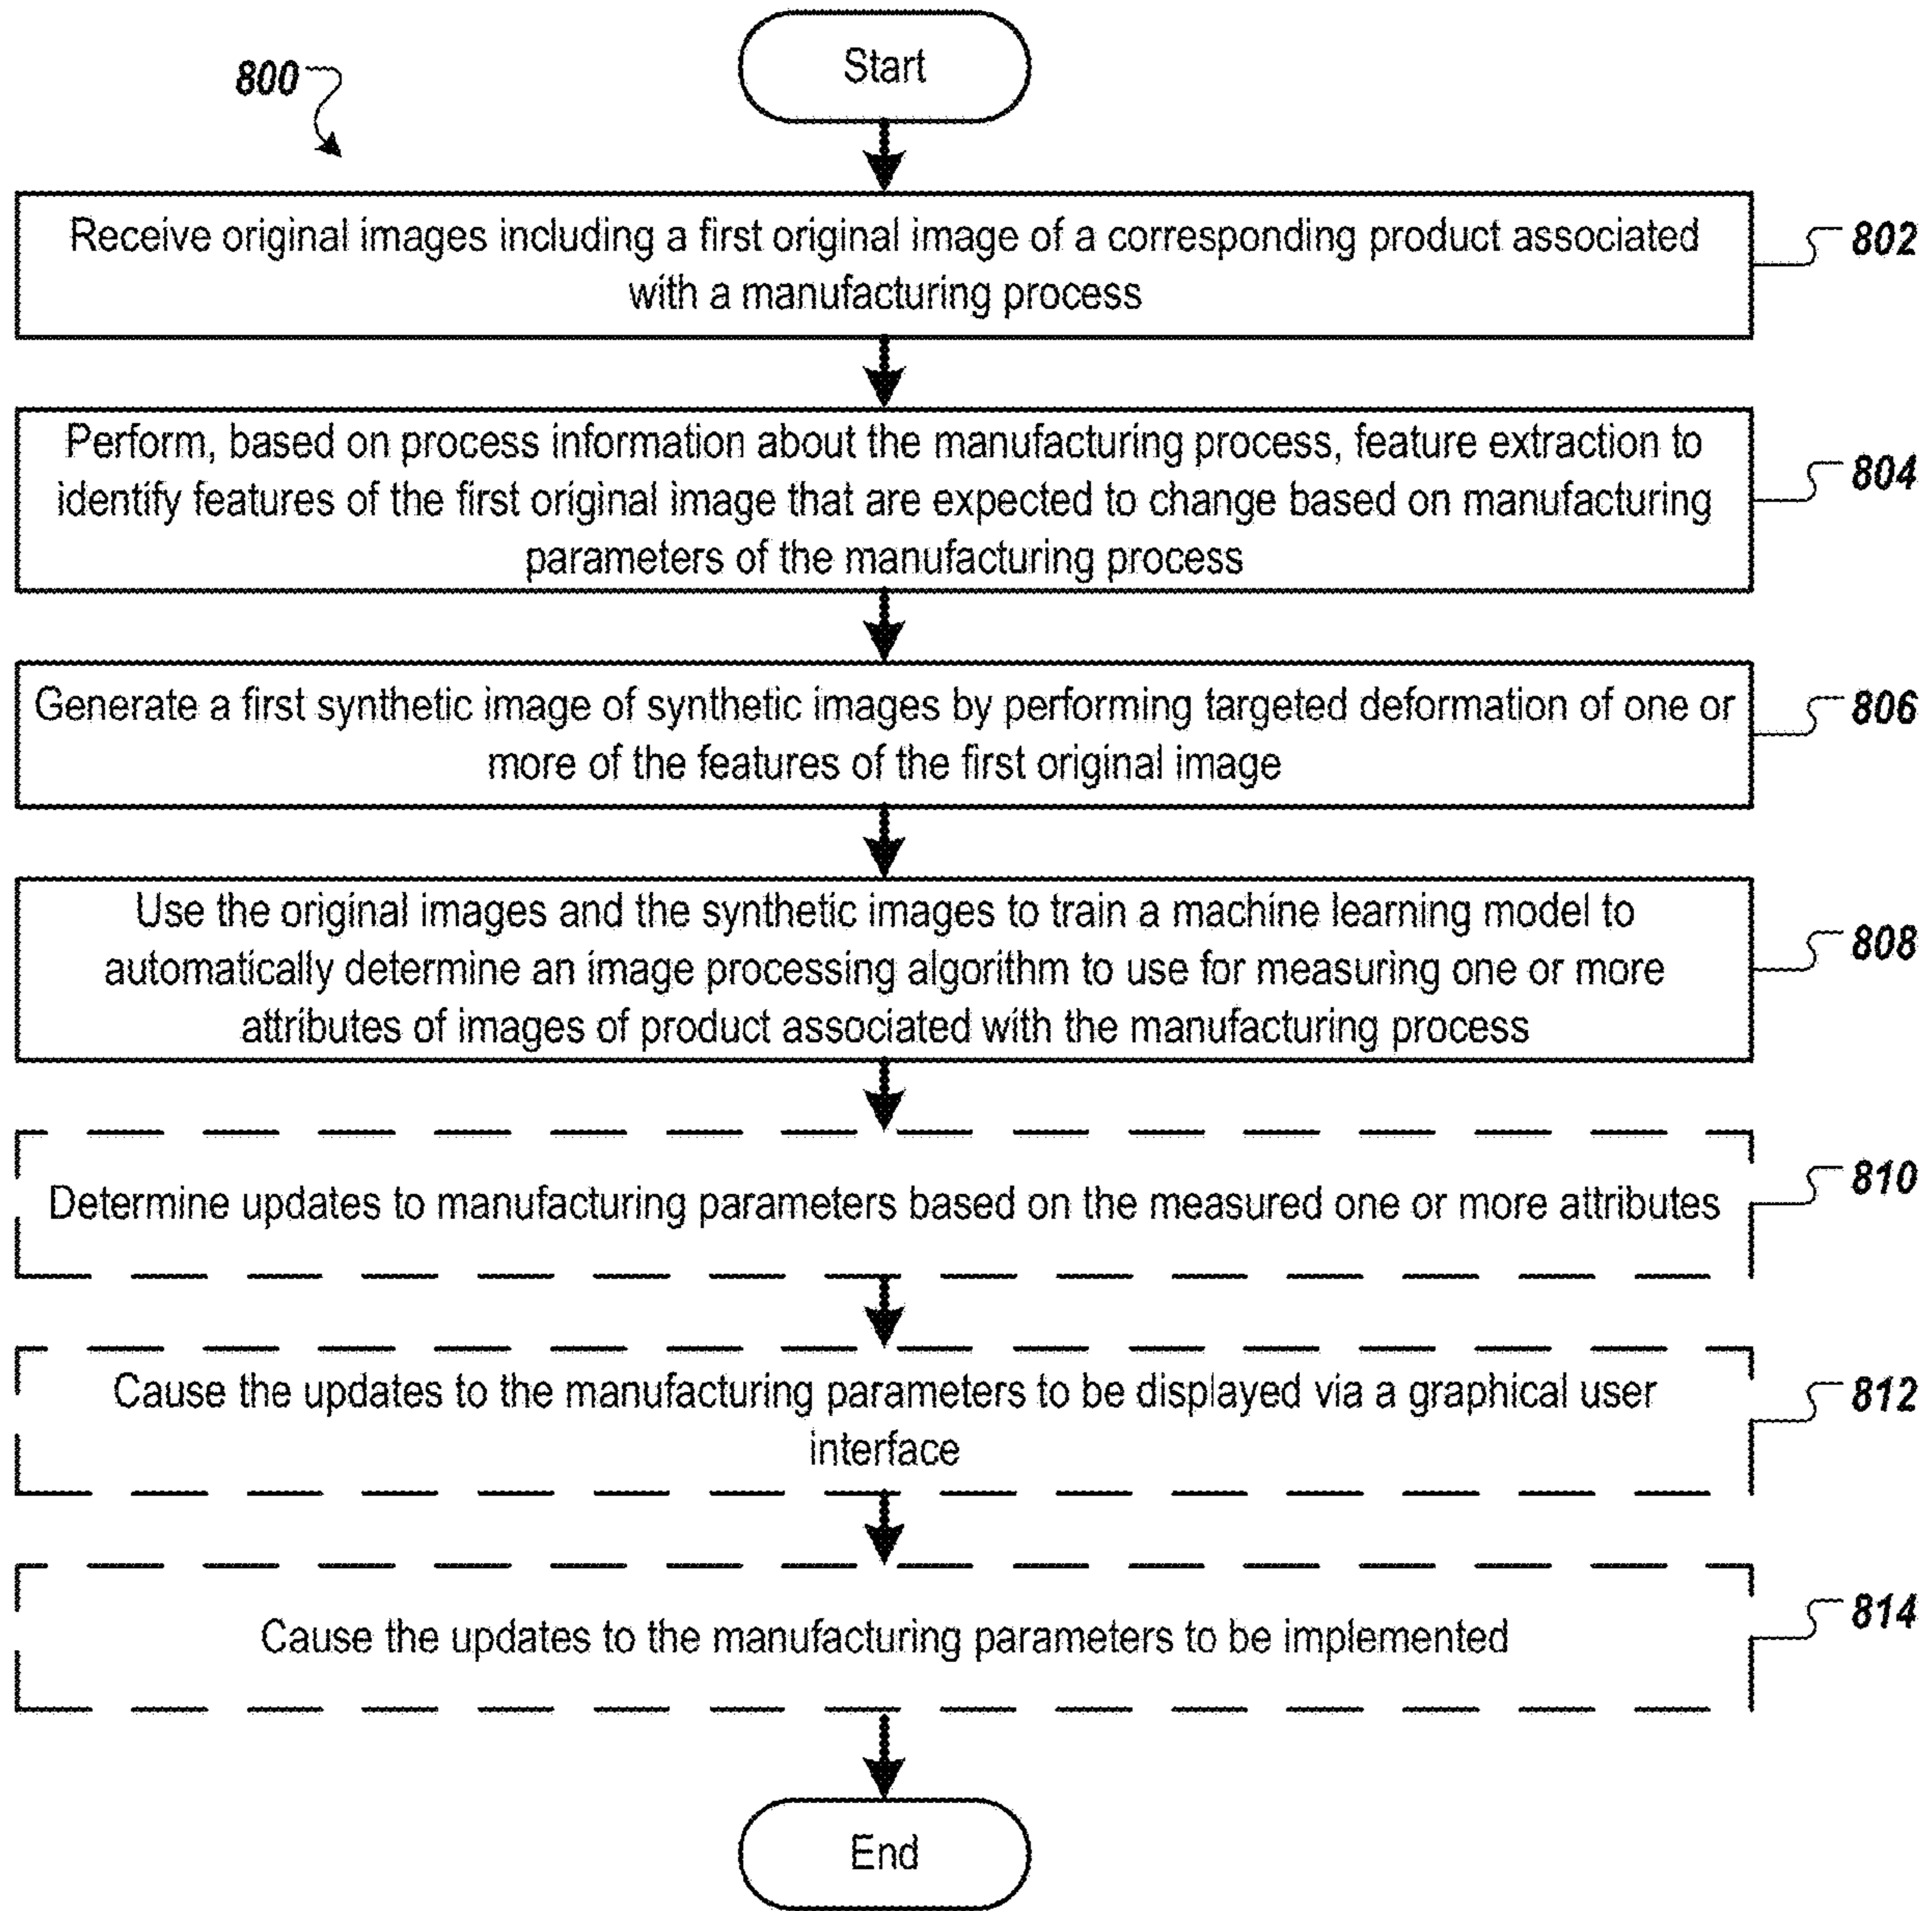 Start
800
Receive original images including a first original image of a corresponding product associated
with a manufacturing process
802
Perform, based on process information about the manufacturing process, feature extraction to
identify features of the first original image that are expected to change based on manufacturing
parameters of the manufacturing process
804
Generate a first synthetic image of synthetic images by performing targeted deformation of one or
more of the features of the first original image
806
Use the original images and the synthetic images to train a machine learning model to
automatically determine an image processing algorithm to use for measuring one or more
attributes of images of product associated with the manufacturing process
808
Determine updates to manufacturing parameters based on the measured one or more attributes
810
Cause the updates to the manufacturing parameters to be displayed via a graphical user
interface
812
Cause the updates to the manufacturing parameters to be implemented
814
End